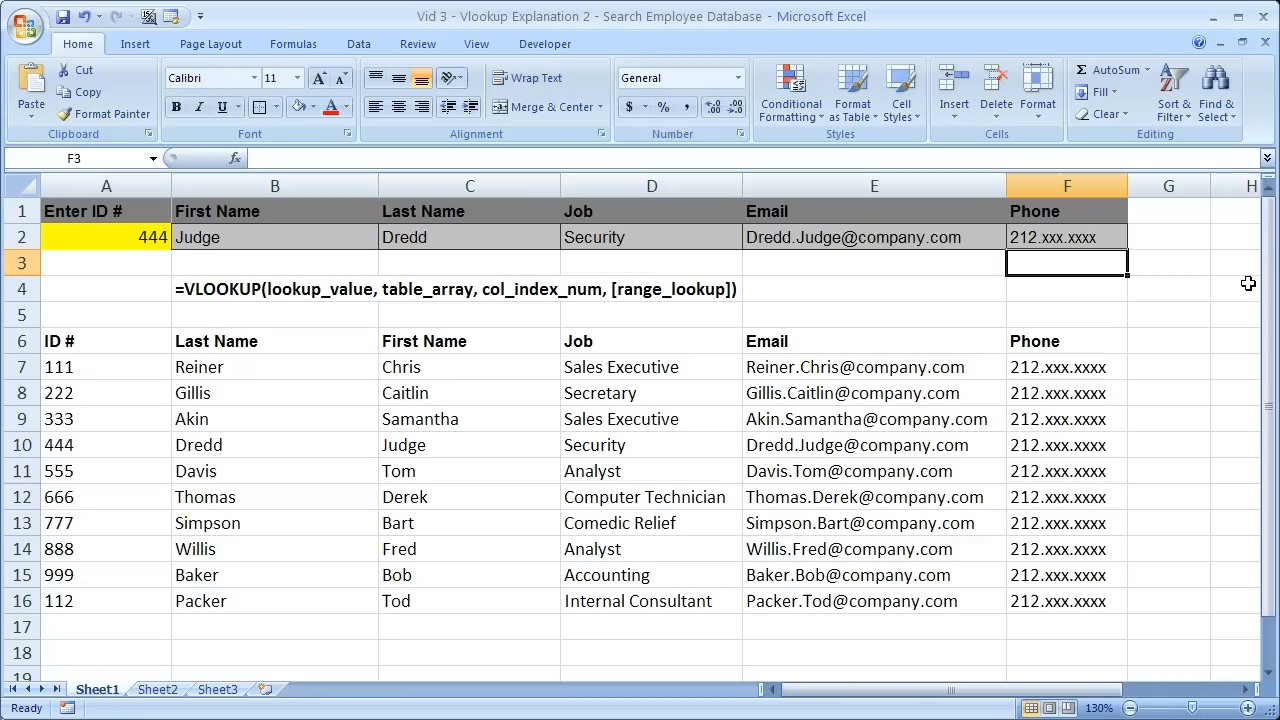 Vid 3 - Vlookup Explanation 2 - Search Employee Database - Microsoft Excel
Home Insert Page Layout Formulas Data Review View Developer
Paste Cut Copy Format Painter
Calibri 11 B I U A A A
Wrap Text Merge & Center
General $ % ,
Conditional Formatting Format as Table Cell Styles
Insert Delete Format
Σ AutoSum Fill Clear Sort & Filter Find & Select
Clipboard Font Alignment Number Styles Cells Editing
F3 fx
A B C D E F G H
1 Enter ID # First Name Last Name Job Email Phone
2 444 Judge Dredd Security Dredd.Judge@company.com 212.xxx.xxxx
3
4 =VLOOKUP(lookup_value, table_array, col_index_num, [range_lookup])
5
6 ID # Last Name First Name Job Email Phone
7 111 Reiner Chris Sales Executive Reiner.Chris@company.com 212.xxx.xxxx
8 222 Gillis Caitlin Secretary Gillis.Caitlin@company.com 212.xxx.xxxx
9 333 Akin Samantha Sales Executive Akin.Samantha@company.com 212.xxx.xxxx
10 444 Dredd Judge Security Dredd.Judge@company.com 212.xxx.xxxx
11 555 Davis Tom Analyst Davis.Tom@company.com 212.xxx.xxxx
12 666 Thomas Derek Computer Technician Thomas.Derek@company.com 212.xxx.xxxx
13 777 Simpson Bart Comedic Relief Simpson.Bart@company.com 212.xxx.xxxx
14 888 Willis Fred Analyst Willis.Fred@company.com 212.xxx.xxxx
15 999 Baker Bob Accounting Baker.Bob@company.com 212.xxx.xxxx
16 112 Packer Tod Internal Consultant Packer.Tod@company.com 212.xxx.xxxx
17
18
19
Sheet1 Sheet2 Sheet3
Ready 130%